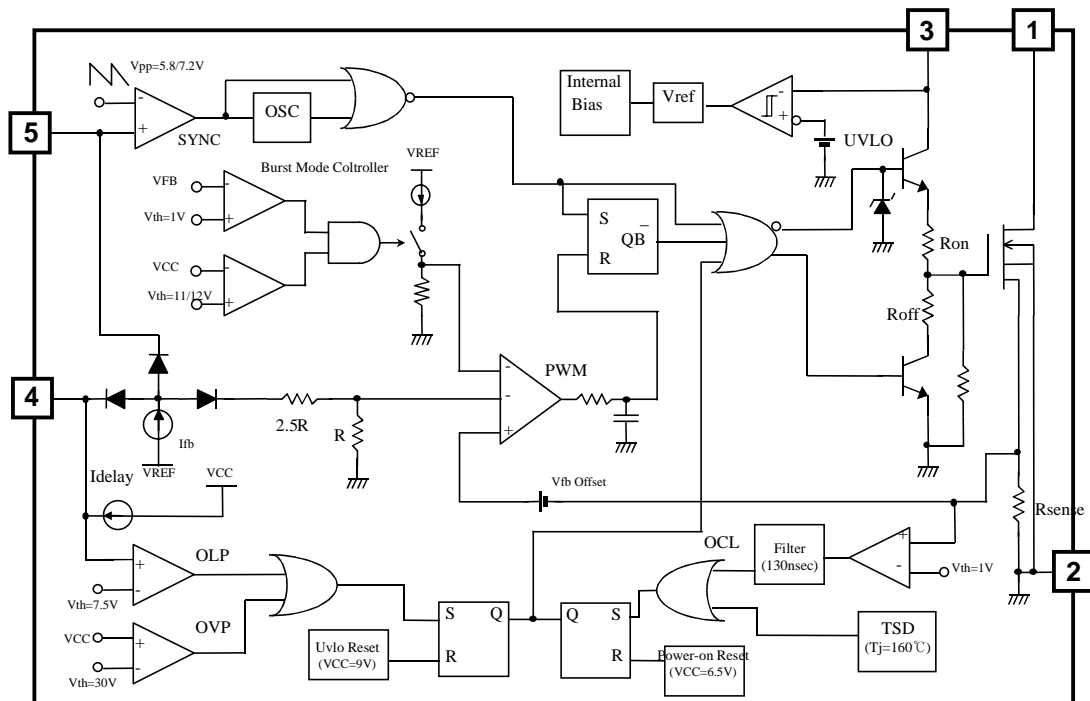 3
1
Vpp=5.8/7.2V
-
+
5
OSC
SYNC
Internal
Bias
Vref
-
+
UVLO
Burst Mode Coltroller
VREF
VFB
-
Vth=1V
+
S
QB
R
Ron
VCC
-
Vth=11/12V
+
Roff
4
PWM
-
-
+
2.5R
R
Ifb
VREF
Idelay
VCC
Vfb Offset
Rsense
OLP
+
-
Vth=7.5V
OCL
Filter
(130nsec)
+
-
Vth=1V
2
OVP
VCC
+
-
Vth=30V
S
Q
R
Q
S
R
Uvlo Reset
(VCC=9V)
Power-on Reset
(VCC=6.5V)
TSD
(Tj=160℃)